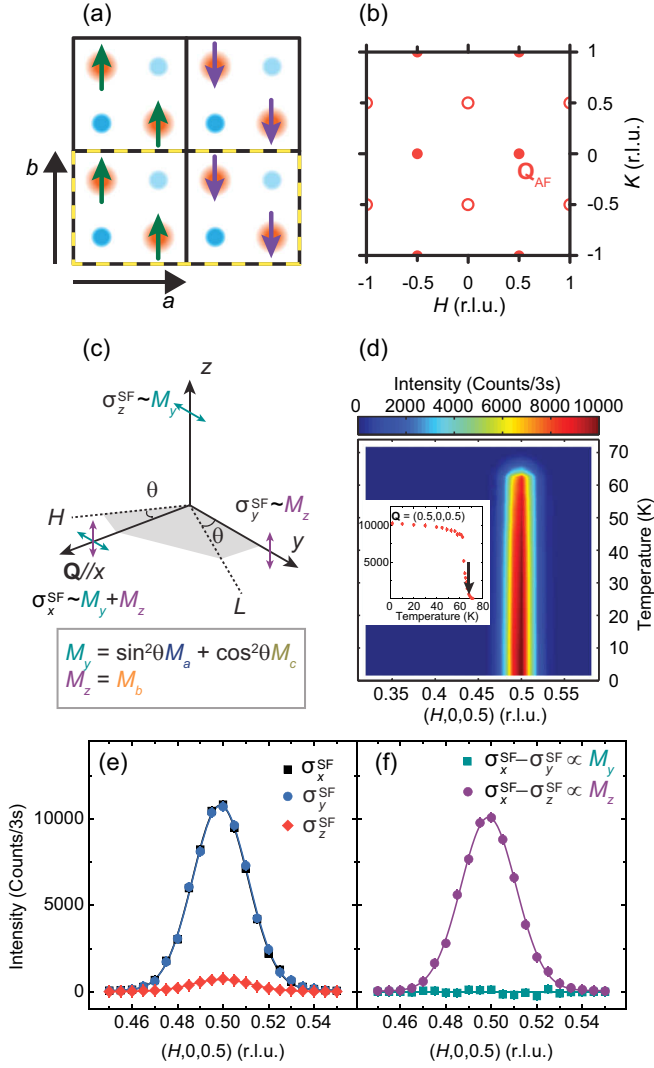 (a)
b
a
(b)
1
0.5
0
-0.5
-1
K (r.l.u.)
Q_AF
-1 -0.5 0 0.5 1
H (r.l.u.)
(c)
z
σ_z^SF~M_y
θ
σ_y^SF~M_z
H
θ
y
Q//x
L
σ_x^SF~M_y+M_z
M_y = sin²θM_a + cos²θM_c
M_z = M_b
(d)
Intensity (Counts/3s)
0 2000 4000 6000 8000 10000
70
60
50
40
30
20
10
0
Temperature (K)
Q = (0.5,0,0.5)
10000
5000
0 20 40 60 80
Temperature (K)
0.35 0.40 0.45 0.50 0.55
(H,0,0.5) (r.l.u.)
(e)
σ_x^SF
σ_y^SF
σ_z^SF
10000
5000
0
Intensity (Counts/3s)
0.46 0.48 0.50 0.52 0.54
(H,0,0.5) (r.l.u.)
(f)
σ_x^SF–σ_y^SF ∝ M_y
σ_x^SF–σ_z^SF ∝ M_z
0.46 0.48 0.50 0.52 0.54
(H,0,0.5) (r.l.u.)